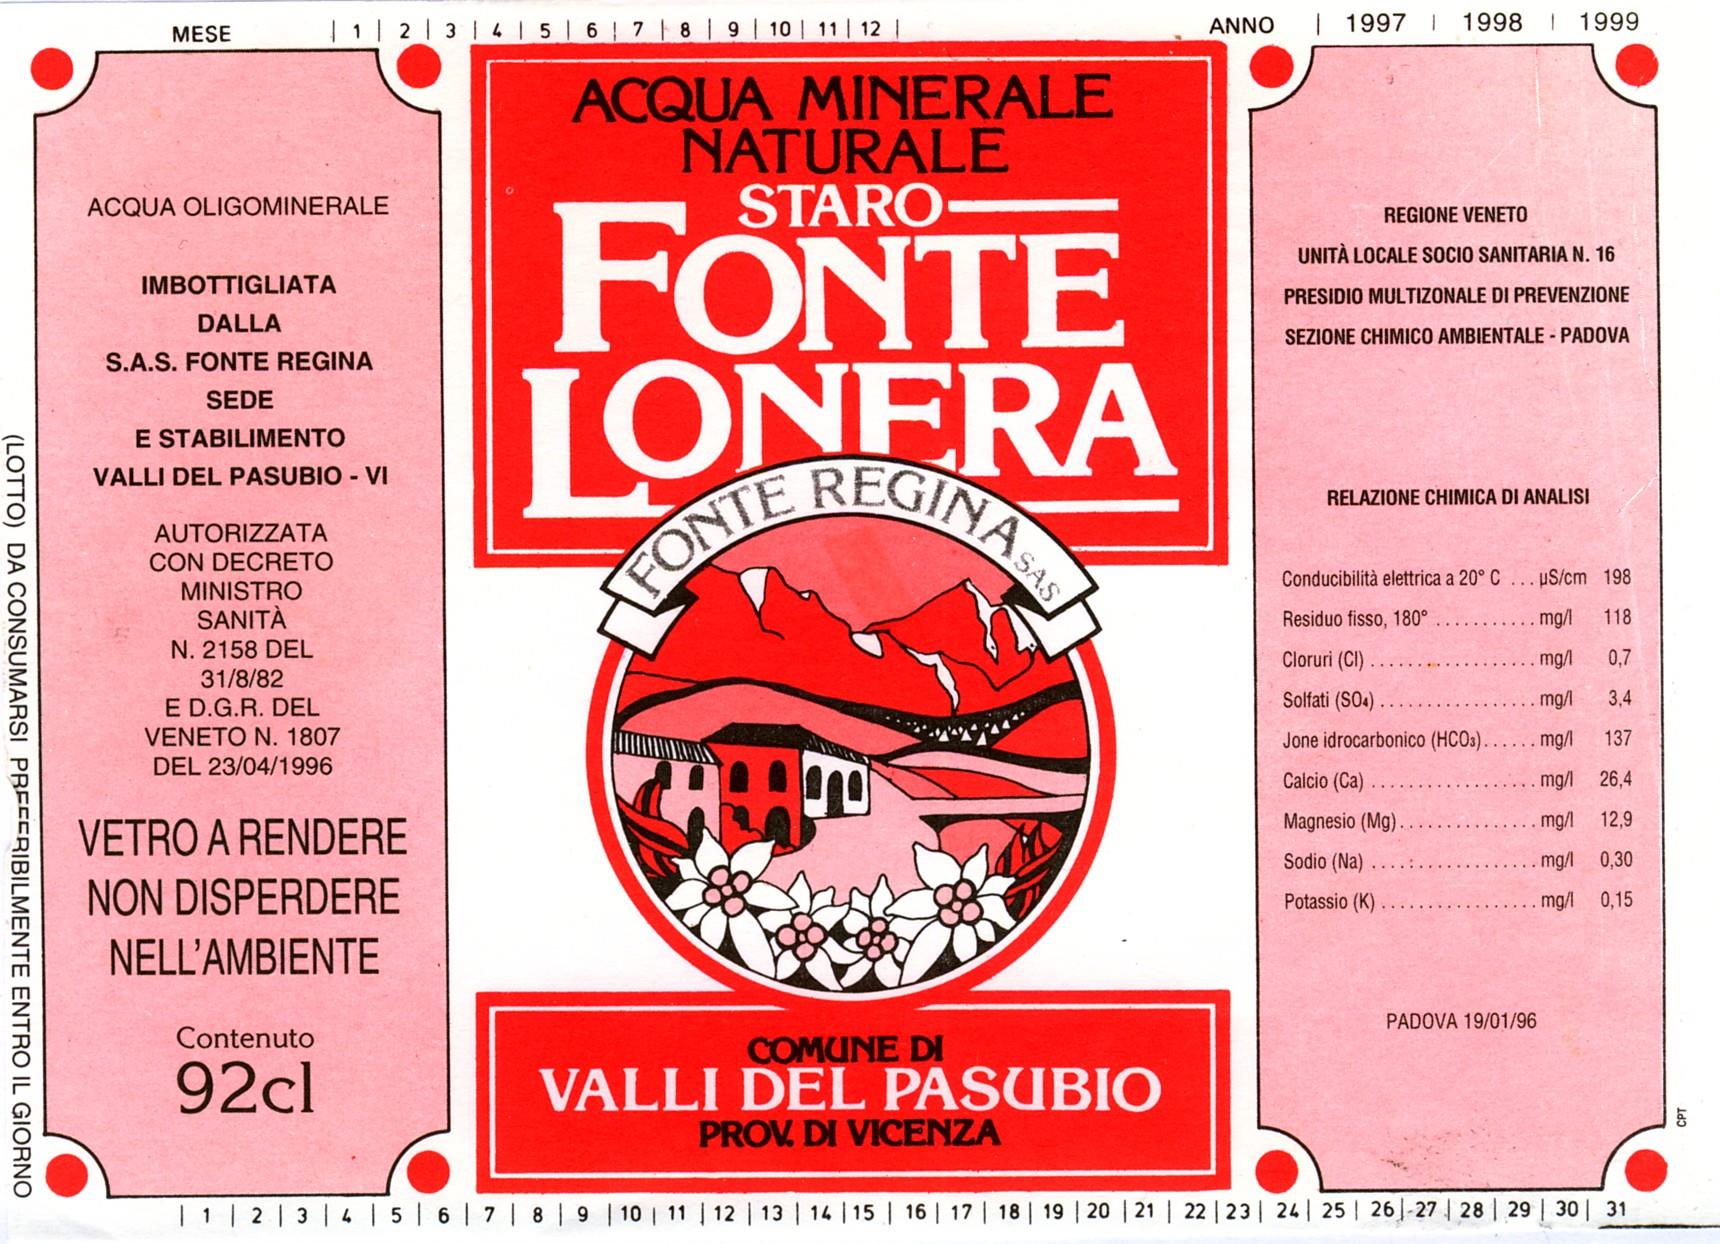 MESE | 1 | 2 | 3 | 4 | 5 | 6 | 7 | 8 | 9 | 10 | 11 | 12 |
ANNO | 1997 | 1998 | 1999
(LOTTO) DA CONSUMARSI PREFERIBILMENTE ENTRO IL GIORNO
ACQUA OLIGOMINERALE
IMBOTTIGLIATA
DALLA
S.A.S. FONTE REGINA
SEDE
E STABILIMENTO
VALLI DEL PASUBIO - VI
AUTORIZZATA
CON DECRETO
MINISTRO
SANITÀ
N. 2158 DEL
31/8/82
E D.G.R. DEL
VENETO N. 1807
DEL 23/04/1996
VETRO A RENDERE
NON DISPERDERE
NELL'AMBIENTE
Contenuto
92cl
ACQUA MINERALE
NATURALE
STARO
FONTE
LONERA
FONTE REGINA SAS
COMUNE DI
VALLI DEL PASUBIO
PROV. DI VICENZA
REGIONE VENETO
UNITÀ LOCALE SOCIO SANITARIA N. 16
PRESIDIO MULTIZONALE DI PREVENZIONE
SEZIONE CHIMICO AMBIENTALE - PADOVA
RELAZIONE CHIMICA DI ANALISI
Conducibilità elettrica a 20° C ... µS/cm 198
Residuo fisso, 180° ........... mg/l 118
Cloruri (Cl) .................. mg/l 0,7
Solfati (SO₄) ................. mg/l 3,4
Jone idrocarbonico (HCO₃)...... mg/l 137
Calcio (Ca) ................... mg/l 26,4
Magnesio (Mg)............... mg/l 12,9
Sodio (Na) .................. mg/l 0,30
Potassio (K) ................. mg/l 0,15
PADOVA 19/01/96
CPT
| 1 | 2 | 3 | 4 | 5 | 6 | 7 | 8 | 9 | 10 | 11 | 12 | 13 | 14 | 15 | 16 | 17 | 18 | 19 | 20 | 21 | 22 | 23 | 24 | 25 | 26 | 27 | 28 | 29 | 30 | 31